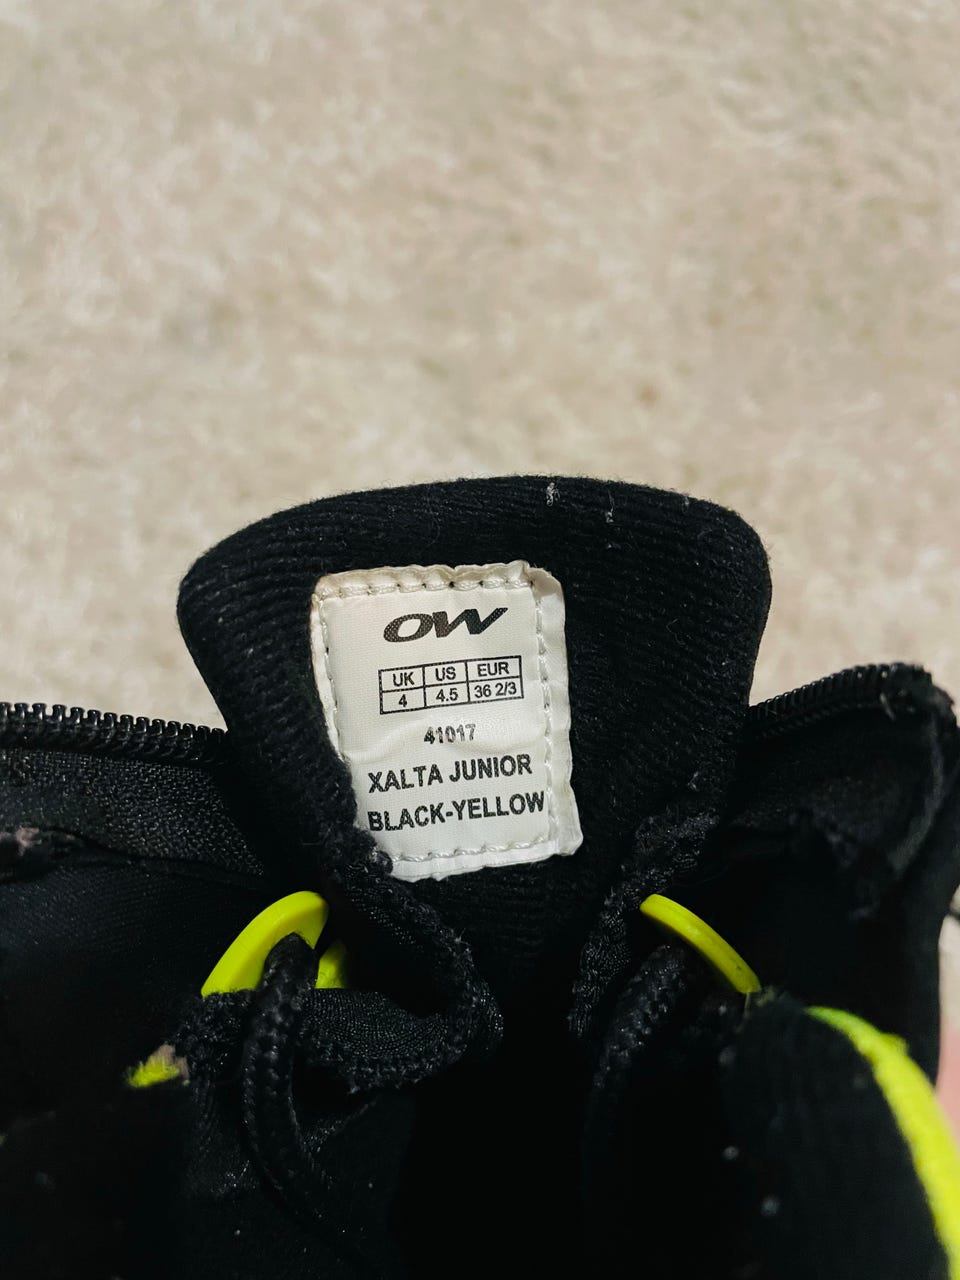 OW
UK US EUR
4 4.5 36 2/3
41017
XALTA JUNIOR
BLACK-YELLOW